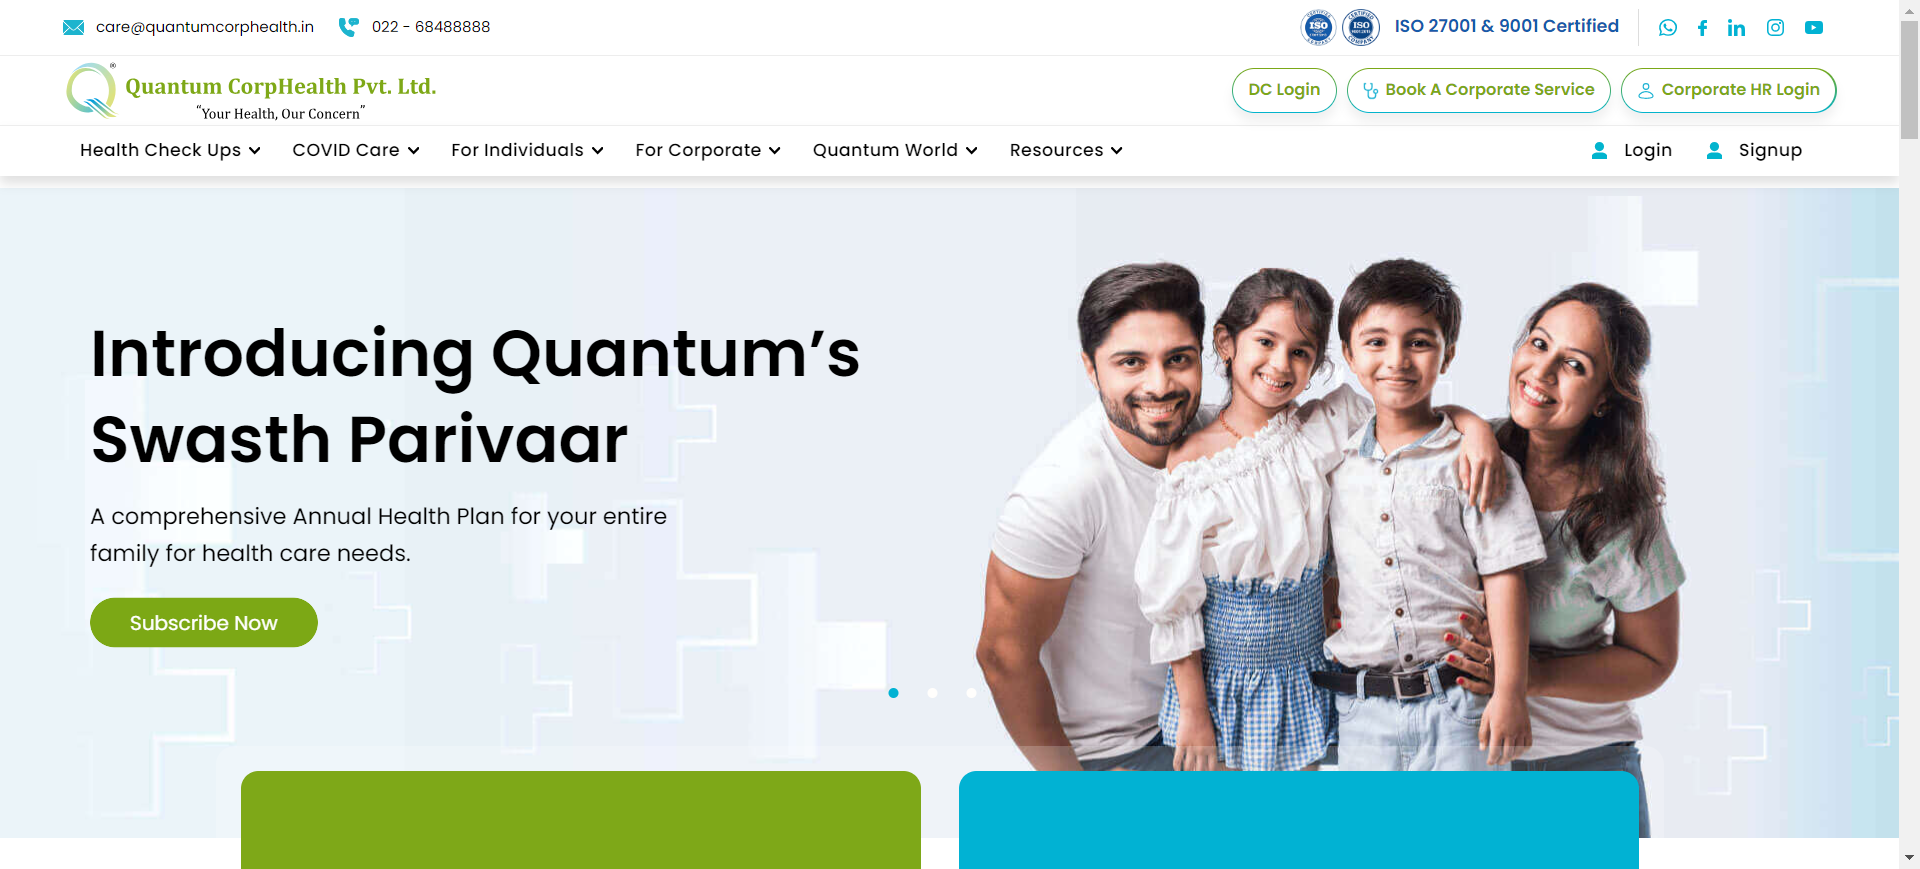 care@quantumcorphealth.in
022 - 68488888
ISO 27001 & 9001 Certified
Quantum CorpHealth Pvt. Ltd.
“Your Health, Our Concern”
DC Login
Book A Corporate Service
Corporate HR Login
Health Check Ups
COVID Care
For Individuals
For Corporate
Quantum World
Resources
Login
Signup
Introducing Quantum’s
Swasth Parivaar
A comprehensive Annual Health Plan for your entire
family for health care needs.
Subscribe Now